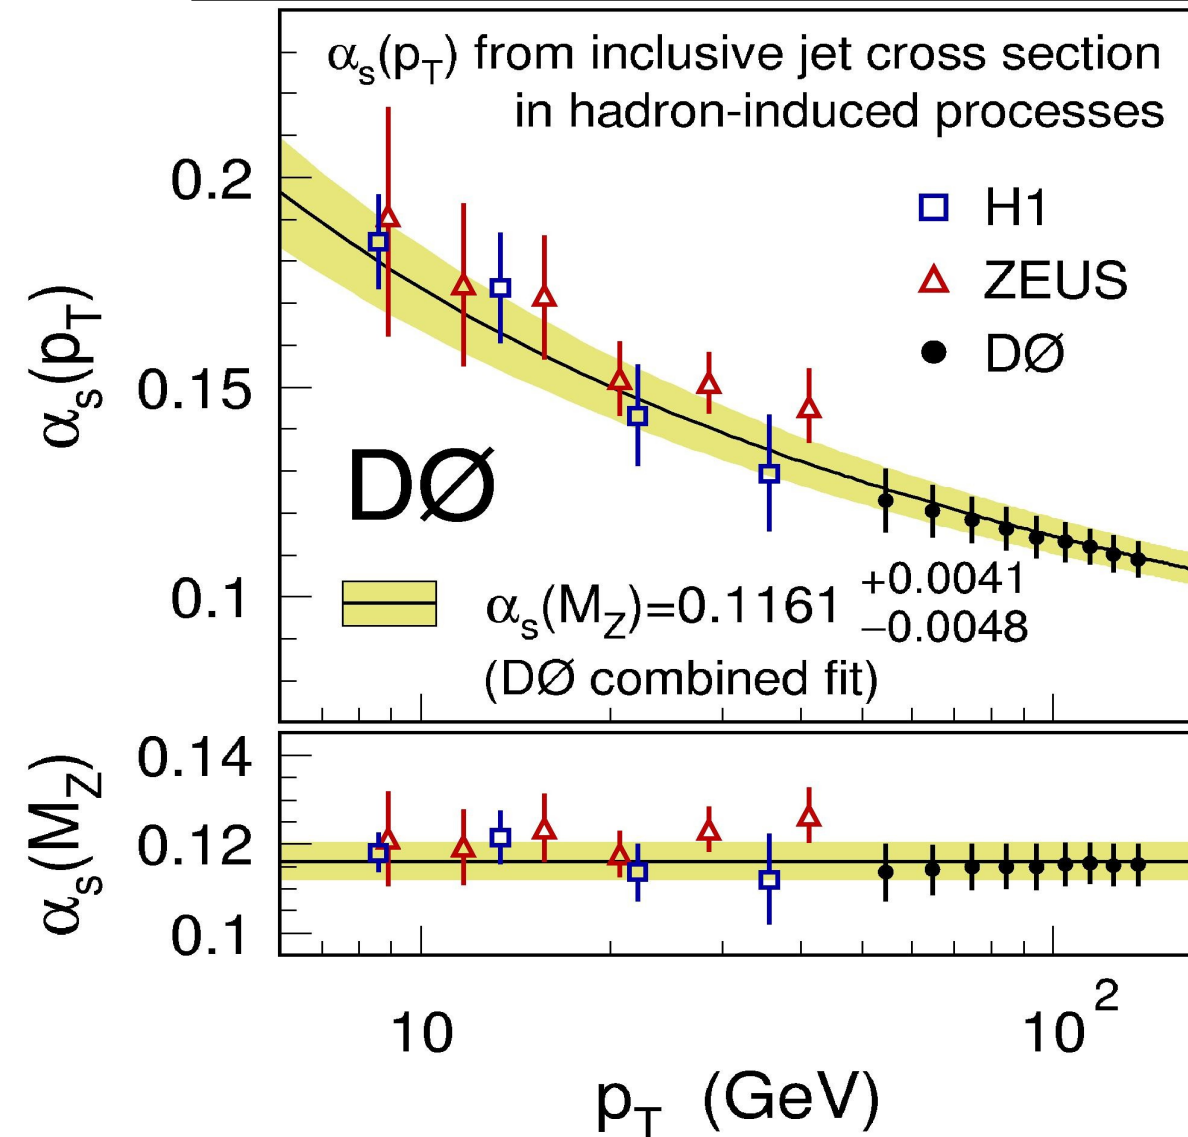 αs(pT) from inclusive jet cross section
in hadron-induced processes
H1
ZEUS
DØ
0.2
0.15
0.1
αs(pT)
DØ
αs(MZ)=0.1161 +0.0041
−0.0048
(DØ combined fit)
0.14
0.12
0.1
αs(MZ)
10
10²
pT (GeV)